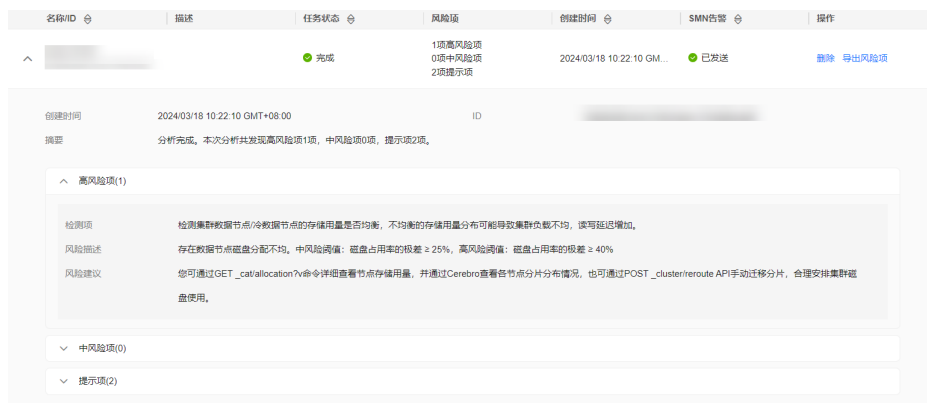 名称/ID 描述 任务状态 风险项 创建时间 SMN告警 操作
1项高风险项
完成 0项中风险项 2024/03/18 10:22:10 GM... 已发送 删除 导出风险项
2项提示项
创建时间 2024/03/18 10:22:10 GMT+08:00 ID
摘要 分析完成。本次分析共发现高风险项1项，中风险项0项，提示项2项。
高风险项(1)
检测项 检测集群数据节点/冷数据节点的存储用量是否均衡，不均衡的存储用量分布可能导致集群负载不均，读写延迟增加。
风险描述 存在数据节点磁盘分配不均。中风险阈值：磁盘占用率的极差 ≥ 25%，高风险阈值：磁盘占用率的极差 ≥ 40%
风险建议 您可通过GET _cat/allocation?v命令详细查看节点存储用量，并通过Cerebro查看各节点分片分布情况，也可通过POST _cluster/reroute API手动迁移分片，合理安排集群磁
盘使用。
中风险项(0)
提示项(2)